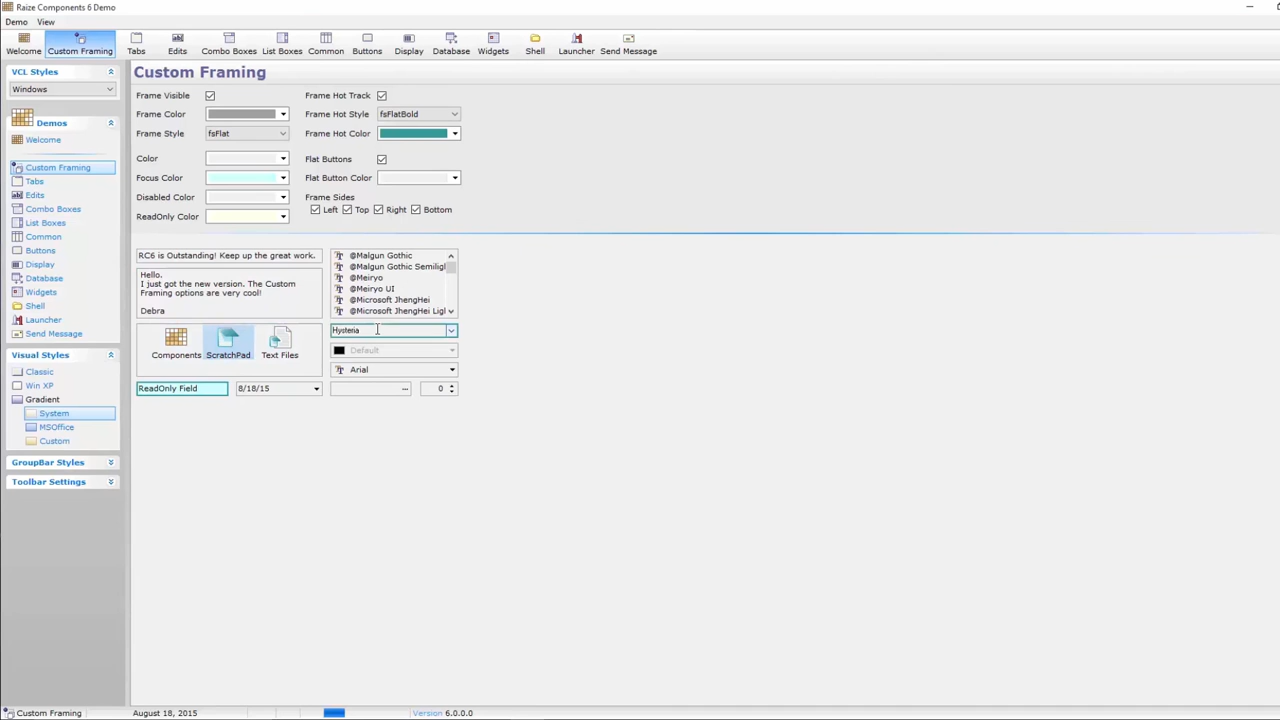 Raize Components 6 Demo
Demo View
Welcome Custom Framing Tabs Edits Combo Boxes List Boxes Common Buttons Display Database Widgets Shell Launcher Send Message
VCL Styles
Windows
Demos
Welcome
Custom Framing
Tabs
Edits
Combo Boxes
List Boxes
Common
Buttons
Display
Database
Widgets
Shell
Launcher
Send Message
Visual Styles
Classic
Win XP
Gradient
System
MSOffice
Custom
GroupBar Styles
Toolbar Settings
Custom Framing
Frame Visible
Frame Color
Frame Style fsFlat
Color
Focus Color
Disabled Color
ReadOnly Color
Frame Hot Track
Frame Hot Style fsFlatBold
Frame Hot Color
Flat Buttons
Flat Button Color
Frame Sides
Left Top Right Bottom
RC6 is Outstanding! Keep up the great work.
Hello.
I just got the new version. The Custom
Framing options are very cool!
Debra
Components ScratchPad Text Files
ReadOnly Field 8/18/15
@Malgun Gothic
@Malgun Gothic Semiligl
@Meiryo
@Meiryo UI
@Microsoft JhengHei
@Microsoft JhengHei Ligl
Hysteria
Default
Arial
... 0
Custom Framing August 18, 2015 Version 6.0.0.0